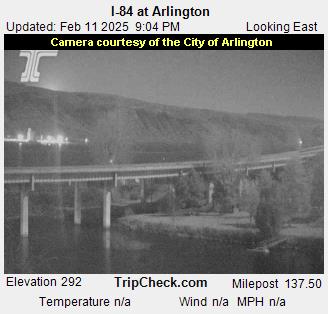 I-84 at Arlington
Updated: Feb 11 2025 9:04 PM Looking East
Camera courtesy of the City of Arlington
Elevation 292 TripCheck.com Milepost 137.50
Temperature n/a Wind n/a MPH n/a